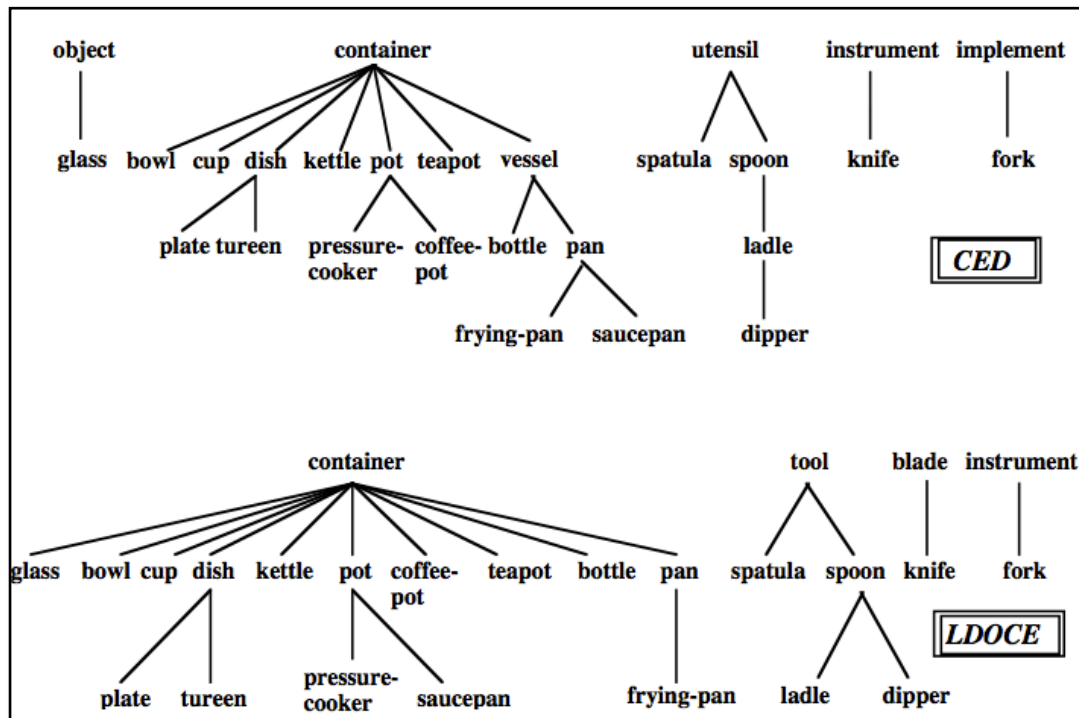 object container utensil instrument implement
glass bowl cup dish kettle pot teapot vessel spatula spoon knife fork
plate tureen pressure- coffee- bottle pan ladle
cooker pot
CED
frying-pan saucepan dipper
container tool blade instrument
glass bowl cup dish kettle pot coffee- teapot bottle pan spatula spoon knife fork
pot
LDOCE
plate tureen pressure- saucepan frying-pan ladle dipper
cooker